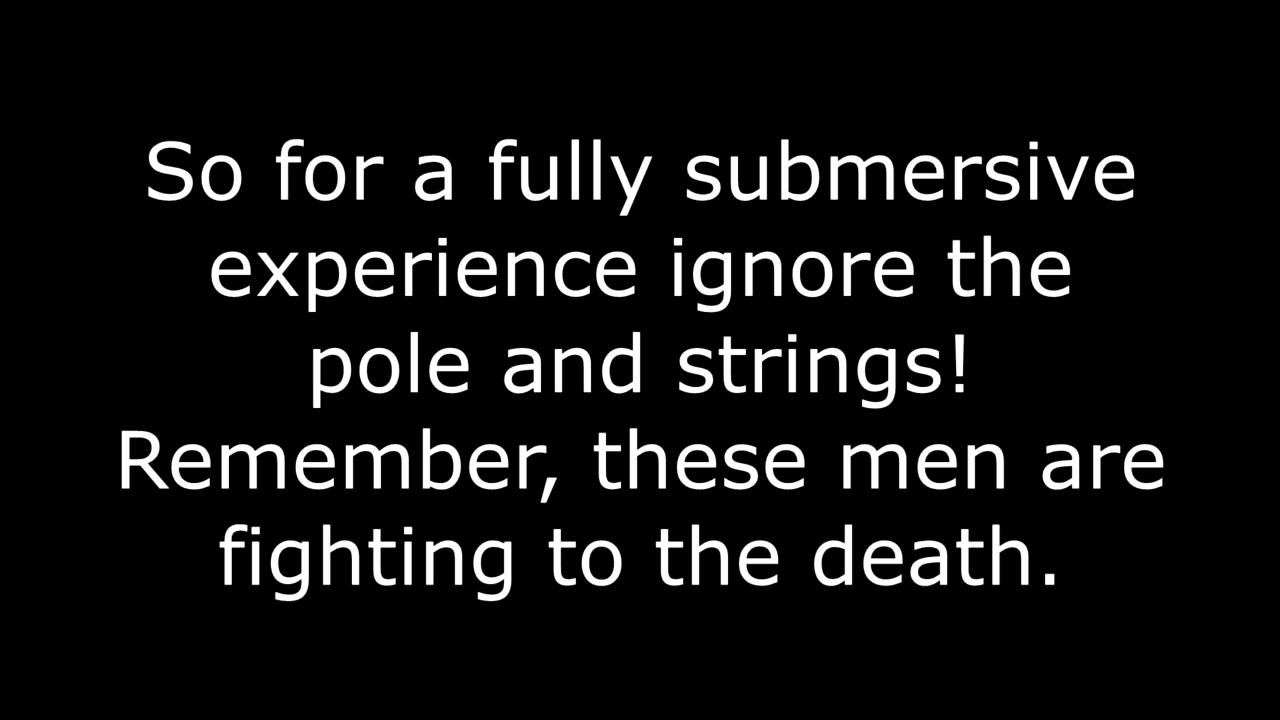 So for a fully submersive
experience ignore the
pole and strings!
Remember, these men are
fighting to the death.